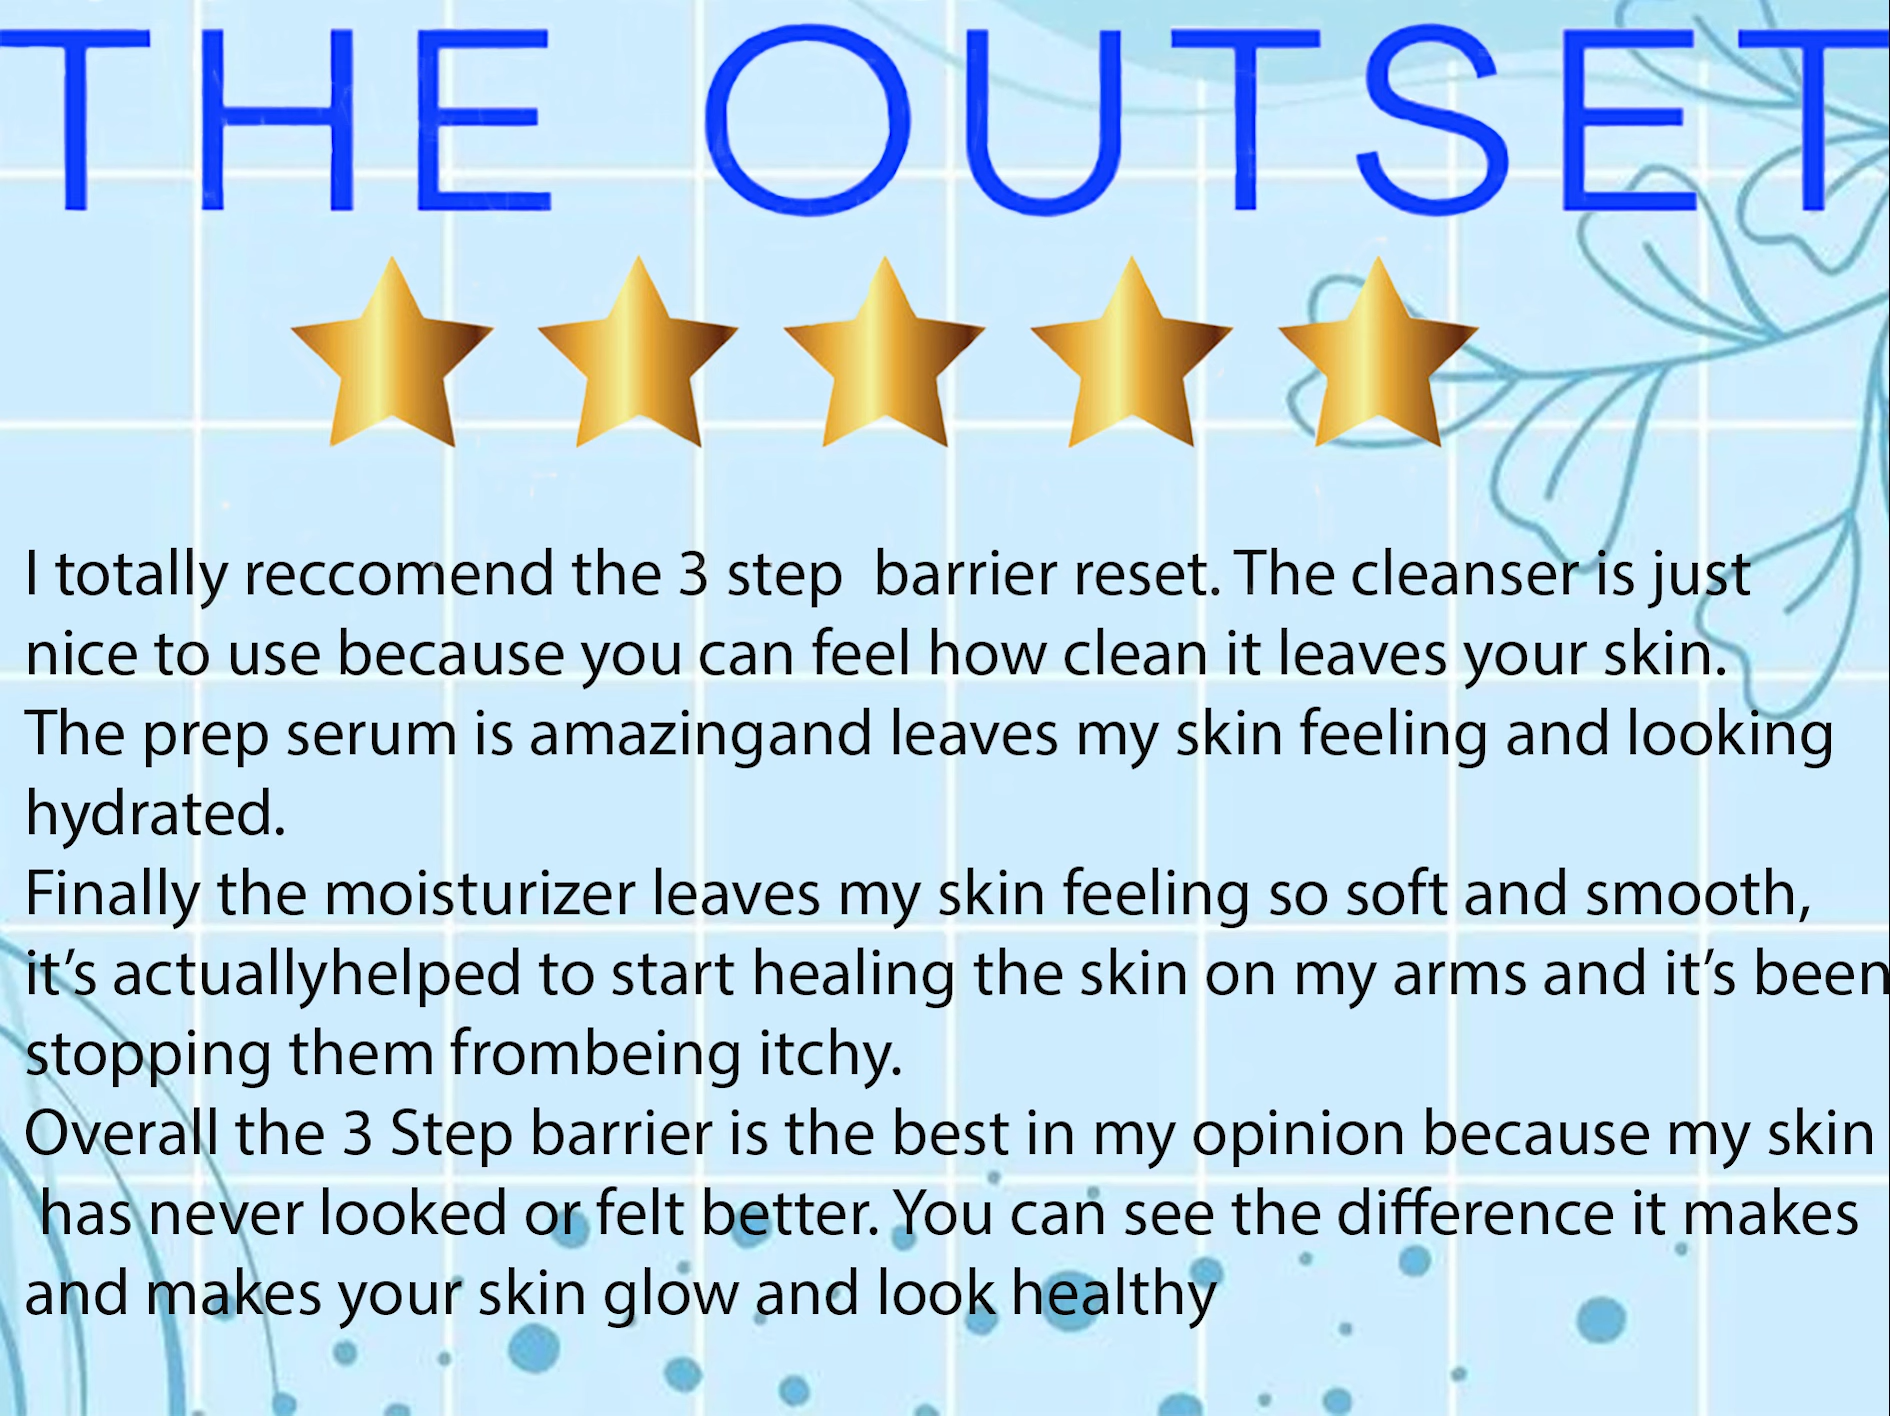 THE OUTSET
I totally reccomend the 3 step  barrier reset. The cleanser is just
nice to use because you can feel how clean it leaves your skin.
The prep serum is amazingand leaves my skin feeling and looking
hydrated.
Finally the moisturizer leaves my skin feeling so soft and smooth,
it’s actuallyhelped to start healing the skin on my arms and it’s been
stopping them frombeing itchy.
Overall the 3 Step barrier is the best in my opinion because my skin
has never looked or felt better. You can see the difference it makes
and makes your skin glow and look healthy